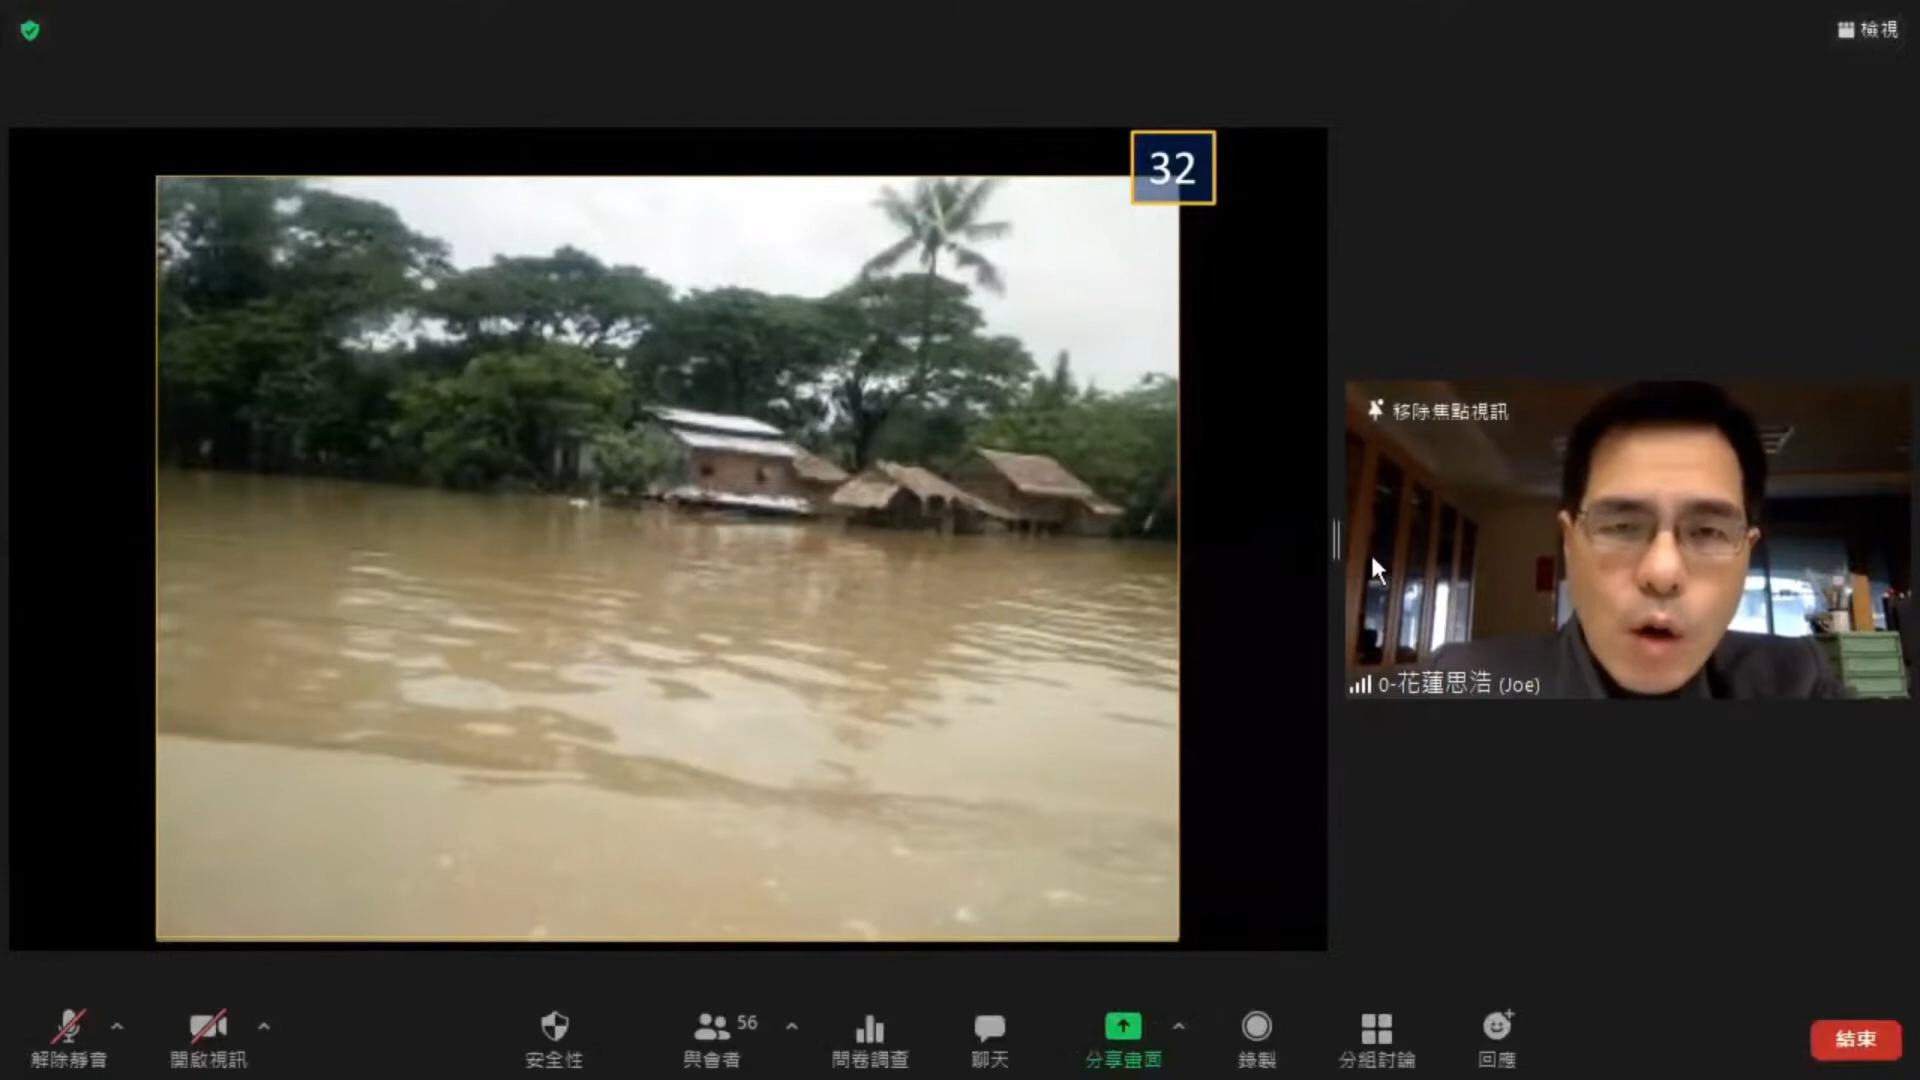 檢視
32
移除焦點視訊
0-花蓮思浩 (Joe)
解除靜音
開啟視訊
安全性
與會者
56
問卷調查
聊天
分享畫面
錄製
分組討論
回應
結束